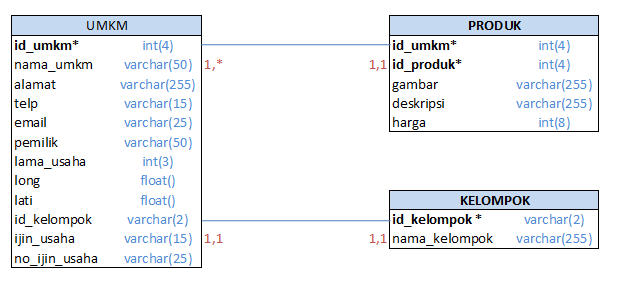 UMKM
id_umkm* int(4)
nama_umkm varchar(50)
alamat varchar(255)
telp varchar(15)
email varchar(25)
pemilik varchar(50)
lama_usaha int(3)
long float()
lati float()
id_kelompok varchar(2)
ijin_usaha varchar(15)
no_ijin_usaha varchar(25)
1,* 1,1
1,1 1,1
PRODUK
id_umkm* int(4)
id_produk* int(4)
gambar varchar(255)
deskripsi varchar(255)
harga int(8)
KELOMPOK
id_kelompok * varchar(2)
nama_kelompok varchar(255)